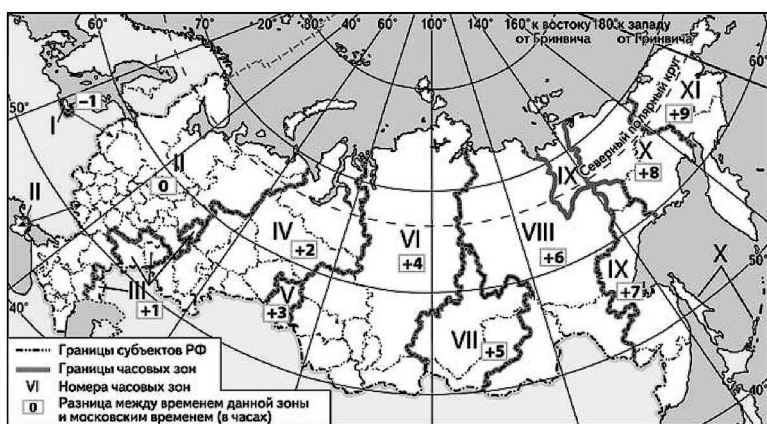 60° 70° 20° 60° 80° 100° 140° 160° к востоку 180° к западу
от Гринвича от Гринвича
40°
60°
50°
I
−1
II
0
II
40°
III
+1
IV
+2
V
+3
VI
+4
VII
+5
VIII
+6
IX
Северный полярный круг
XI
+9
X
+8
IX
+7
X
50°
40°
40°
Границы субъектов РФ
Границы часовых зон
VI Номера часовых зон
0 Разница между временем данной зоны
и московским временем (в часах)